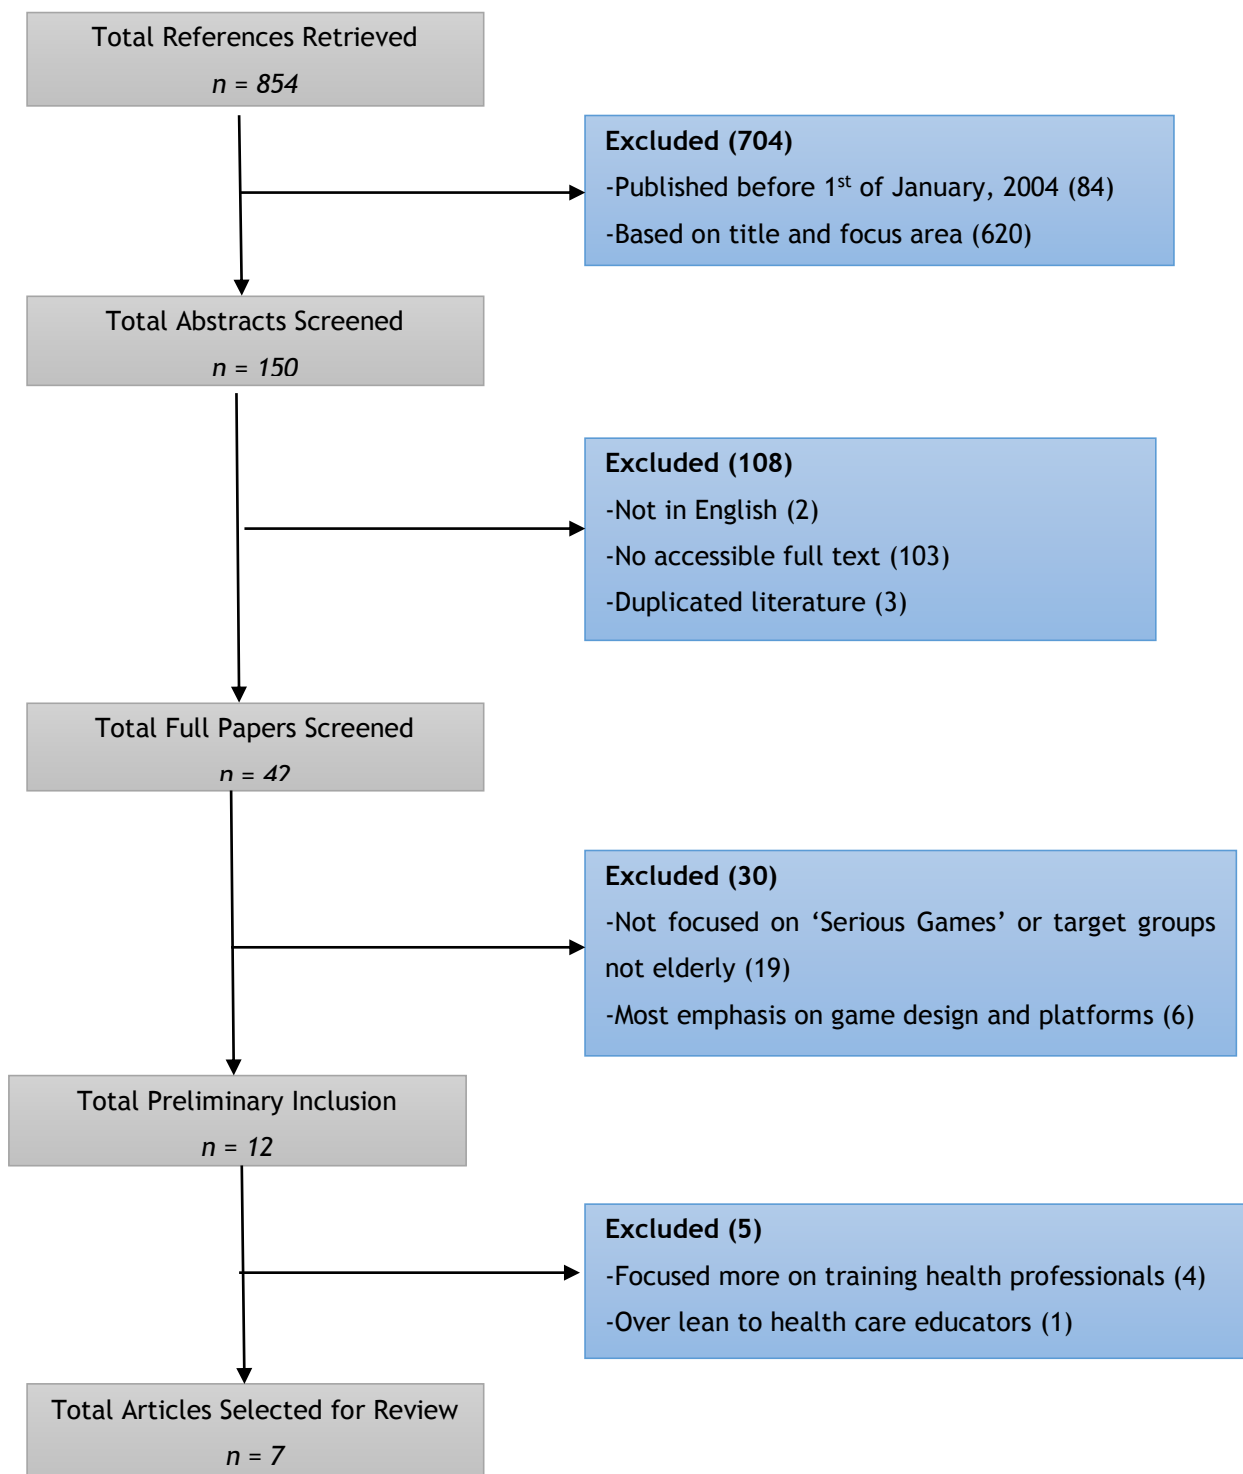 Total References Retrieved
n = 854
Excluded (704)
-Published before 1st of January, 2004 (84)
-Based on title and focus area (620)
Total Abstracts Screened
n = 150
Excluded (108)
-Not in English (2)
-No accessible full text (103)
-Duplicated literature (3)
Total Full Papers Screened
n = 42
Excluded (30)
-Not focused on ‘Serious Games’ or target groups
not elderly (19)
-Most emphasis on game design and platforms (6)
Total Preliminary Inclusion
n = 12
Excluded (5)
-Focused more on training health professionals (4)
-Over lean to health care educators (1)
Total Articles Selected for Review
n = 7